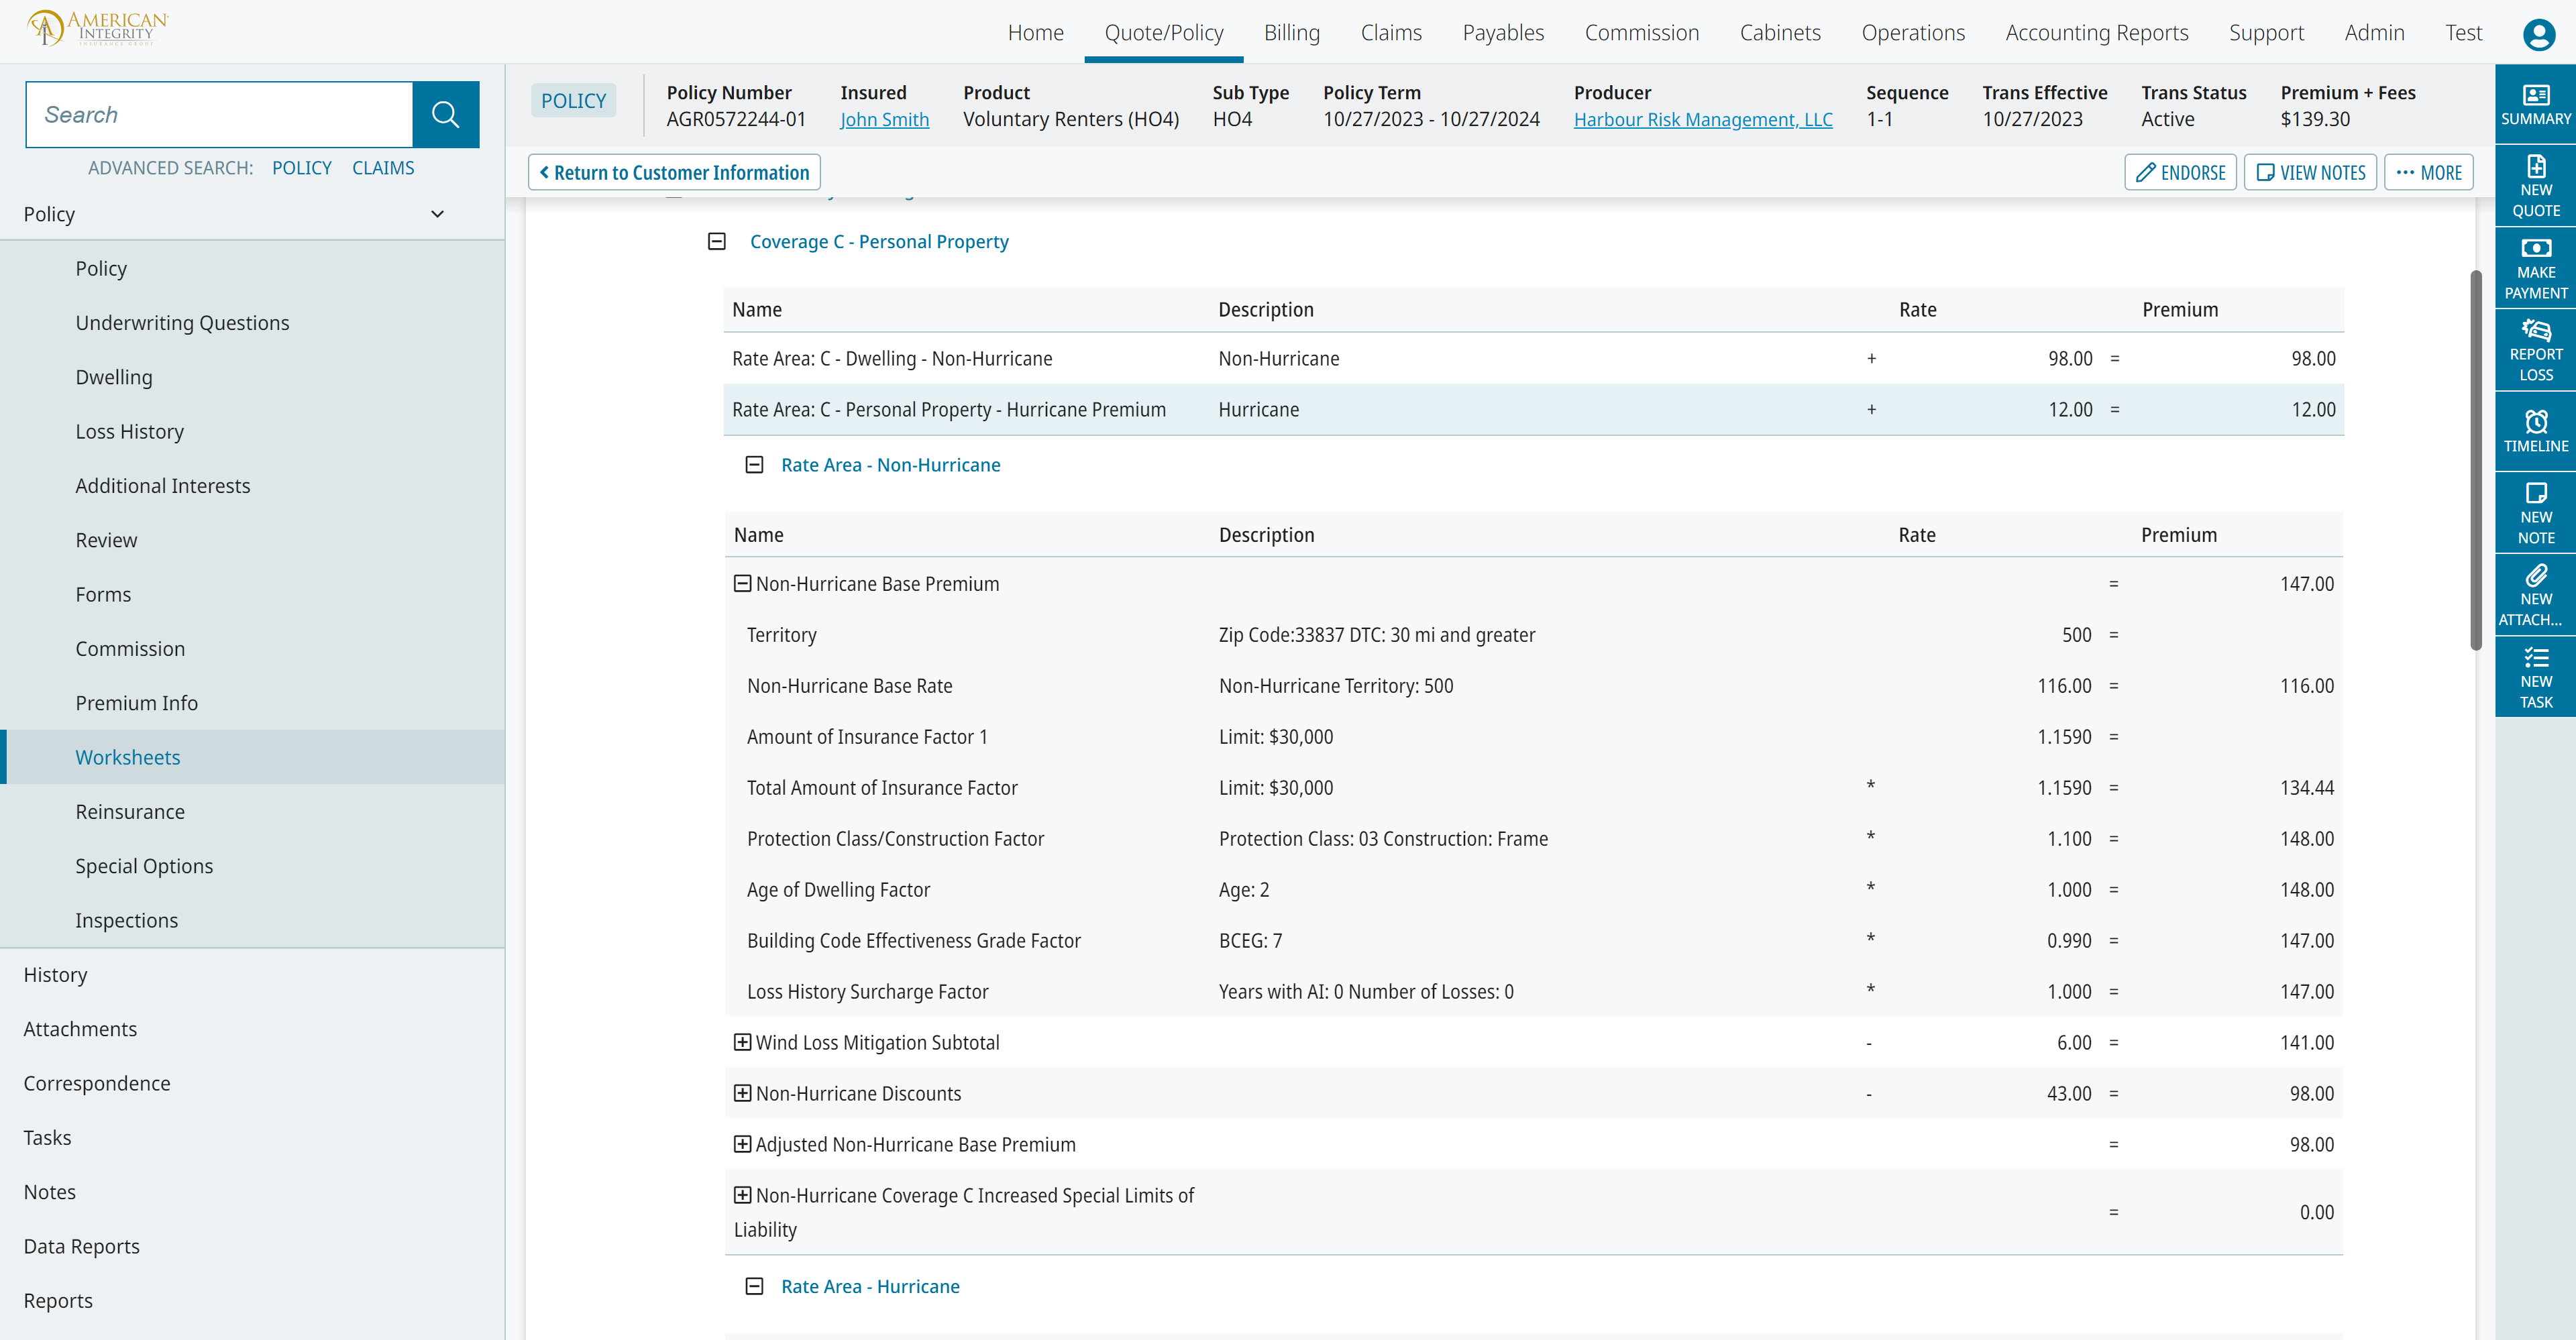 AMERICAN
INTEGRITY
INSURANCE GROUP
Home Quote/Policy Billing Claims Payables Commission Cabinets Operations Accounting Reports Support Admin Test
Search
ADVANCED SEARCH: POLICY CLAIMS
Policy
Policy
Underwriting Questions
Dwelling
Loss History
Additional Interests
Review
Forms
Commission
Premium Info
Worksheets
Reinsurance
Special Options
Inspections
History
Attachments
Correspondence
Tasks
Notes
Data Reports
Reports
POLICY
Policy Number Insured Product Sub Type Policy Term Producer Sequence Trans Effective Trans Status Premium + Fees
AGR0572244-01 John Smith Voluntary Renters (HO4) HO4 10/27/2023 - 10/27/2024 Harbour Risk Management, LLC 1-1 10/27/2023 Active $139.30
Return to Customer Information
ENDORSE VIEW NOTES MORE
Coverage C - Personal Property
Name Description Rate Premium
Rate Area: C - Dwelling - Non-Hurricane Non-Hurricane + 98.00 = 98.00
Rate Area: C - Personal Property - Hurricane Premium Hurricane + 12.00 = 12.00
Rate Area - Non-Hurricane
Name Description Rate Premium
Non-Hurricane Base Premium = 147.00
Territory Zip Code:33837 DTC: 30 mi and greater 500 =
Non-Hurricane Base Rate Non-Hurricane Territory: 500 116.00 = 116.00
Amount of Insurance Factor 1 Limit: $30,000 1.1590 =
Total Amount of Insurance Factor Limit: $30,000 * 1.1590 = 134.44
Protection Class/Construction Factor Protection Class: 03 Construction: Frame * 1.100 = 148.00
Age of Dwelling Factor Age: 2 * 1.000 = 148.00
Building Code Effectiveness Grade Factor BCEG: 7 * 0.990 = 147.00
Loss History Surcharge Factor Years with AI: 0 Number of Losses: 0 * 1.000 = 147.00
Wind Loss Mitigation Subtotal - 6.00 = 141.00
Non-Hurricane Discounts - 43.00 = 98.00
Adjusted Non-Hurricane Base Premium = 98.00
Non-Hurricane Coverage C Increased Special Limits of
Liability = 0.00
Rate Area - Hurricane
SUMMARY
NEW
QUOTE
MAKE
PAYMENT
REPORT
LOSS
TIMELINE
NEW
NOTE
NEW
ATTACH...
NEW
TASK